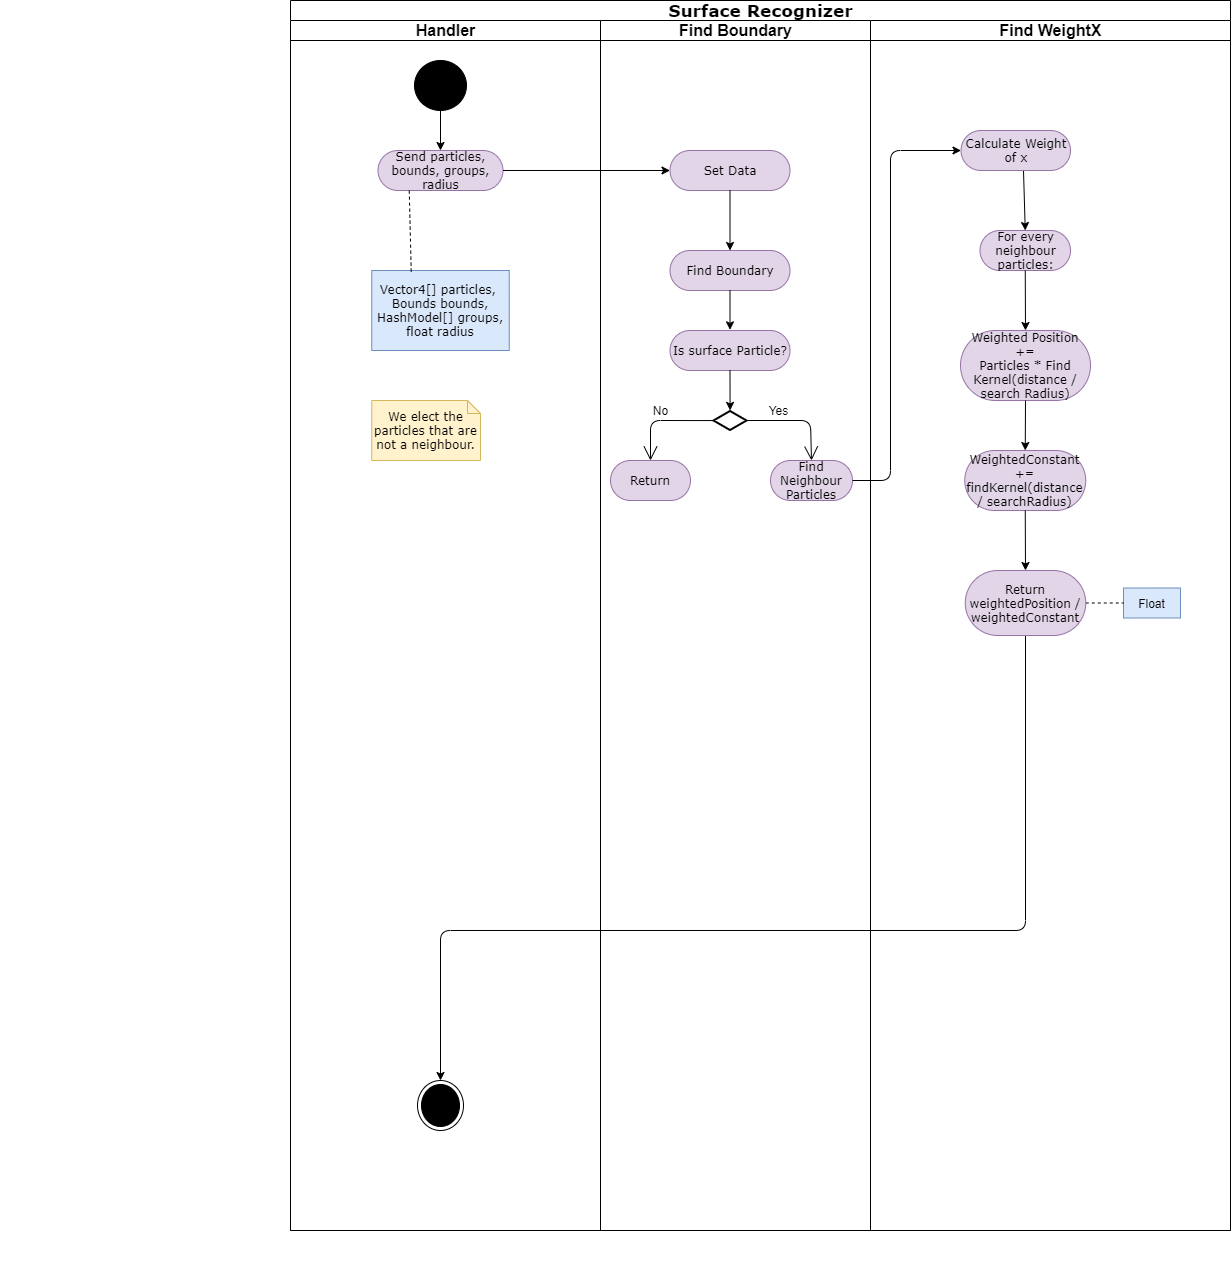 Surface Recognizer
Handler
Find Boundary
Find WeightX
Send particles,
bounds, groups,
radius
Vector4[] particles,
Bounds bounds,
HashModel[] groups,
float radius
We elect the
particles that are
not a neighbour.
Set Data
Find Boundary
Is surface Particle?
No
Yes
Return
Find
Neighbour
Particles
Calculate Weight
of x
For every
neighbour
particles:
Weighted Position
+=
Particles * Find
Kernel(distance /
search Radius)
WeightedConstant
+=
findKernel(distance
/ searchRadius)
Return
weightedPosition /
weightedConstant
Float